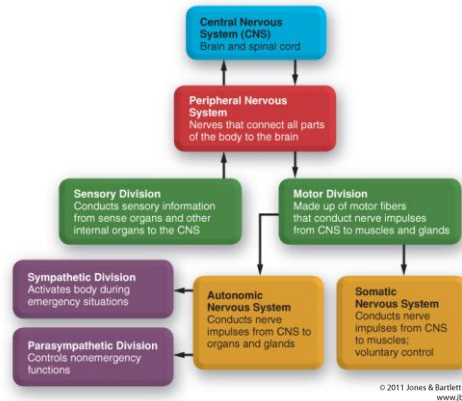 Central Nervous
System (CNS)
Brain and spinal cord
Peripheral Nervous
System
Nerves that connect all parts
of the body to the brain
Sensory Division
Conducts sensory information
from sense organs and other
internal organs to the CNS
Motor Division
Made up of motor fibers
that conduct nerve impulses
from CNS to muscles and glands
Sympathetic Division
Activates body during
emergency situations
Parasympathetic Division
Controls nonemergency
functions
Autonomic
Nervous System
Conducts nerve
impulses from CNS to
organs and glands
Somatic
Nervous System
Conducts nerve
impulses from CNS
to muscles;
voluntary control
© 2011 Jones & Bartlett
www.jb